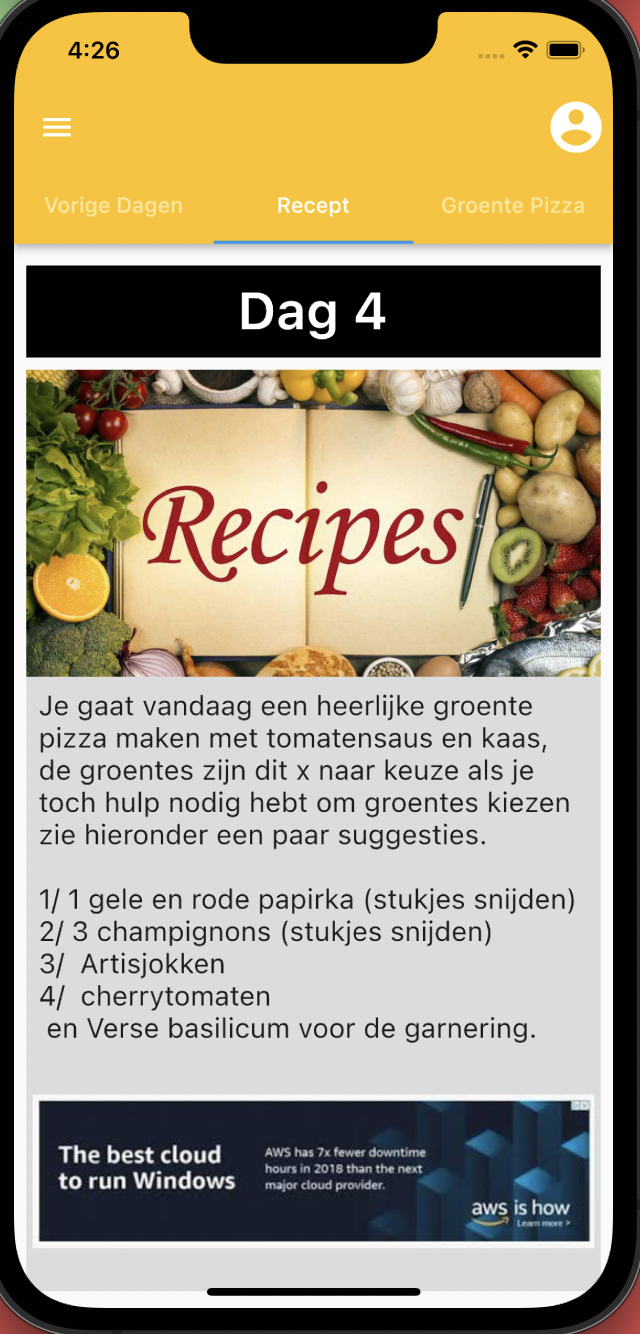 4:26
Vorige Dagen
Recept
Groente Pizza
Dag 4
Recipes
Je gaat vandaag een heerlijke groente
pizza maken met tomatensaus en kaas,
de groentes zijn dit x naar keuze als je
toch hulp nodig hebt om groentes kiezen
zie hieronder een paar suggesties.
1/ 1 gele en rode papirka (stukjes snijden)
2/ 3 champignons (stukjes snijden)
3/  Artisjokken
4/  cherrytomaten
en Verse basilicum voor de garnering.
The best cloud
to run Windows
AWS has 7x fewer downtime
hours in 2018 than the next
major cloud provider.
aws is how
Learn more >